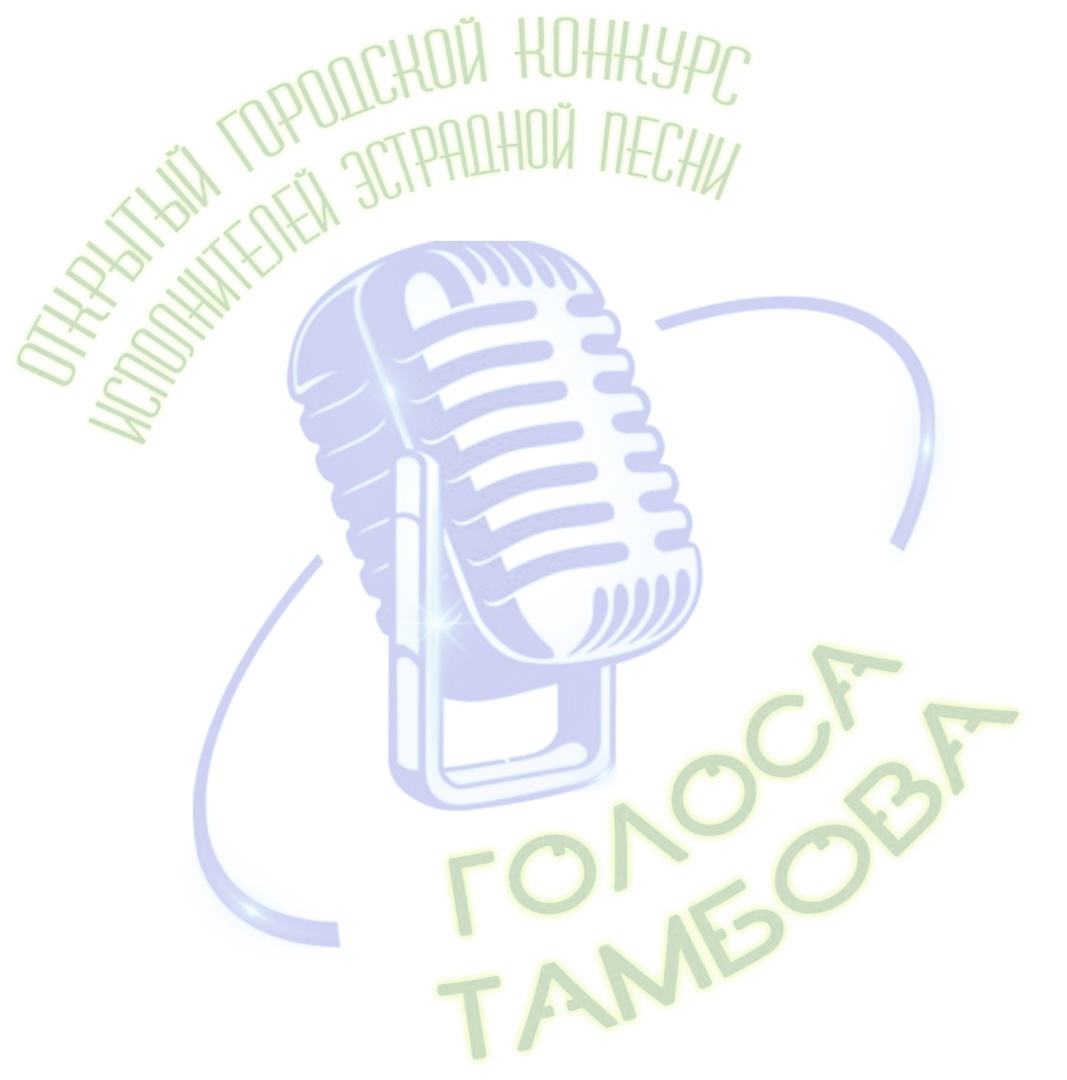 ОТКРЫТЫЙ ГОРОДСКОЙ КОНКУРС
ИСПОЛНИТЕЛЕЙ ЭСТРАДНОЙ ПЕСНИ
ГОЛОСА
ТАМБОВА